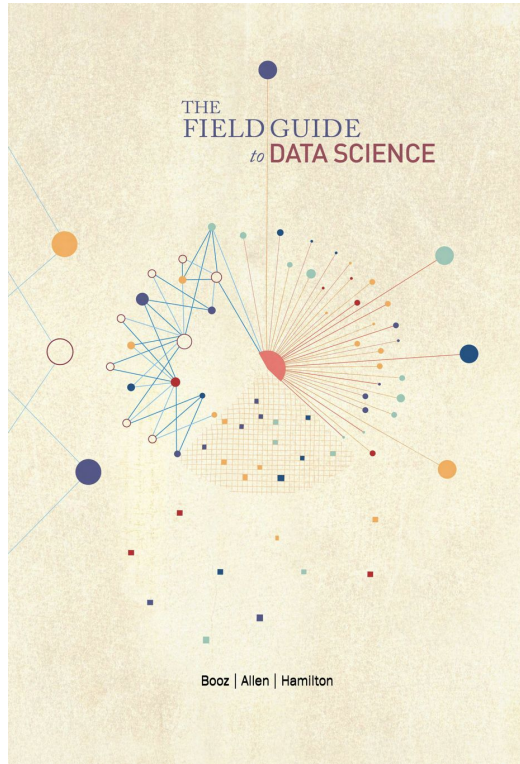 THE
FIELD GUIDE
to DATA SCIENCE
Booz | Allen | Hamilton